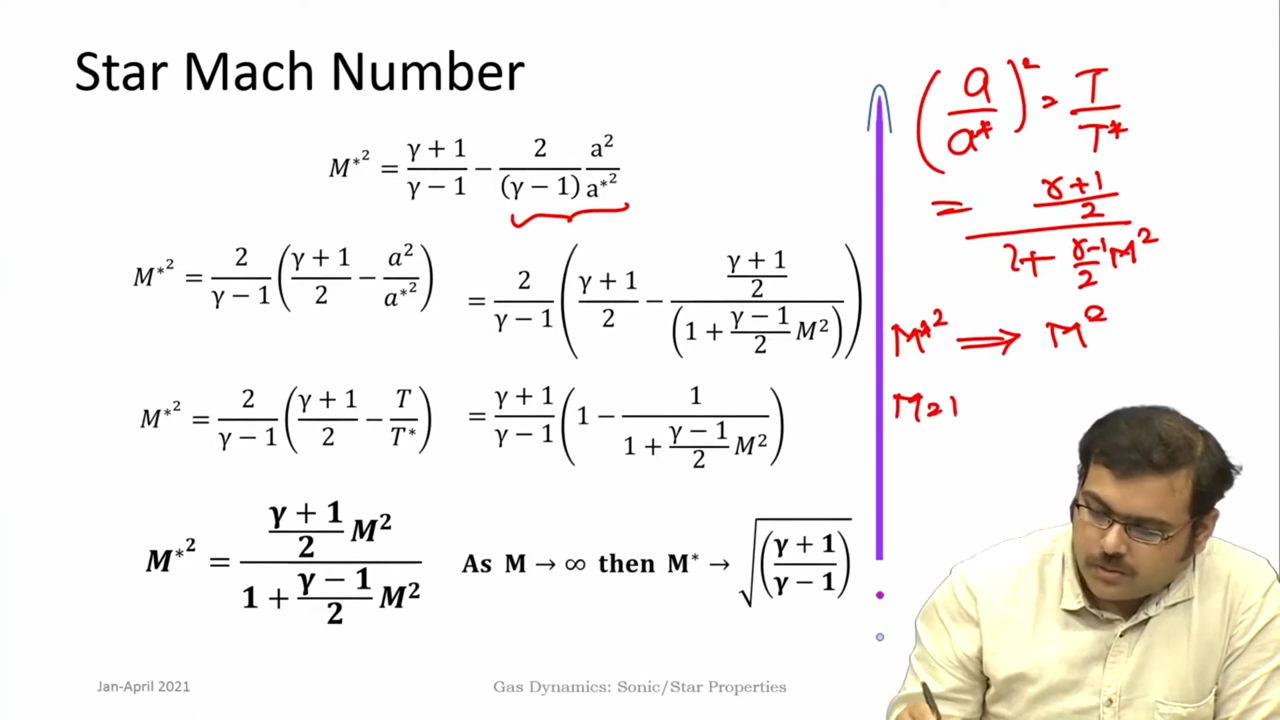 Star Mach Number
M*² = (γ + 1)/(γ − 1) − 2/(γ − 1) a²/a*²
M*² = 2/(γ − 1) ((γ + 1)/2 − a²/a*²) = 2/(γ − 1) ((γ + 1)/2 − ((γ + 1)/2)/(1 + (γ − 1)/2 M²))
M*² = 2/(γ − 1) ((γ + 1)/2 − T/T*) = (γ + 1)/(γ − 1) (1 − 1/(1 + (γ − 1)/2 M²))
M*² = ((γ + 1)/2 M²)/(1 + (γ − 1)/2 M²) As M → ∞ then M* → √((γ + 1)/(γ − 1))
(a/a*)² = T/T*
= ((γ+1)/2)/(1+ (γ−1)/2 M²)
M*² ⇒ M²
M=1
Jan-April 2021
Gas Dynamics: Sonic/Star Properties